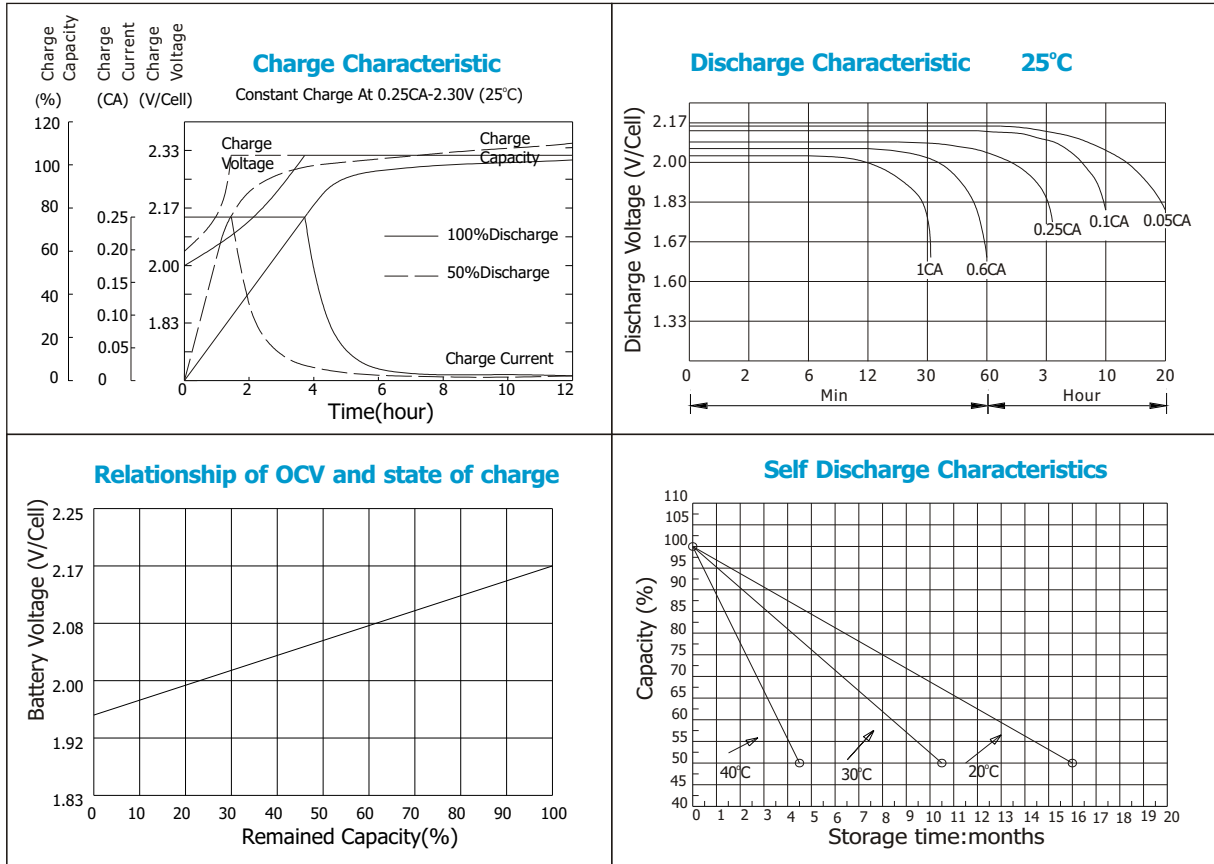 Charge Capacity
Charge Current
Charge Voltage
(%) (CA) (V/Cell)
Charge Characteristic
Constant Charge At 0.25CA-2.30V (25°C)
120
100
80
60
40
20
0
0.25
0.20
0.15
0.10
0.05
0
2.33
2.17
2.00
1.83
Charge Voltage
Charge Capacity
100%Discharge
50%Discharge
Charge Current
0 2 4 6 8 10 12
Time(hour)
Discharge Characteristic 25°C
Discharge Voltage (V/Cell)
2.17
2.00
1.83
1.67
1.60
1.33
1CA 0.6CA 0.25CA 0.1CA 0.05CA
0 2 6 12 30 60 3 10 20
Min Hour
Relationship of OCV and state of charge
Battery Voltage (V/Cell)
2.25
2.17
2.08
2.00
1.92
1.83
0 10 20 30 40 50 60 70 80 90 100
Remained Capacity(%)
Self Discharge Characteristics
Capacity (%)
110
105
100
95
90
85
80
75
70
65
60
55
50
45
40
40°C 30°C 20°C
0 1 2 3 4 5 6 7 8 9 10 11 12 13 14 15 16 17 18 19 20
Storage time:months